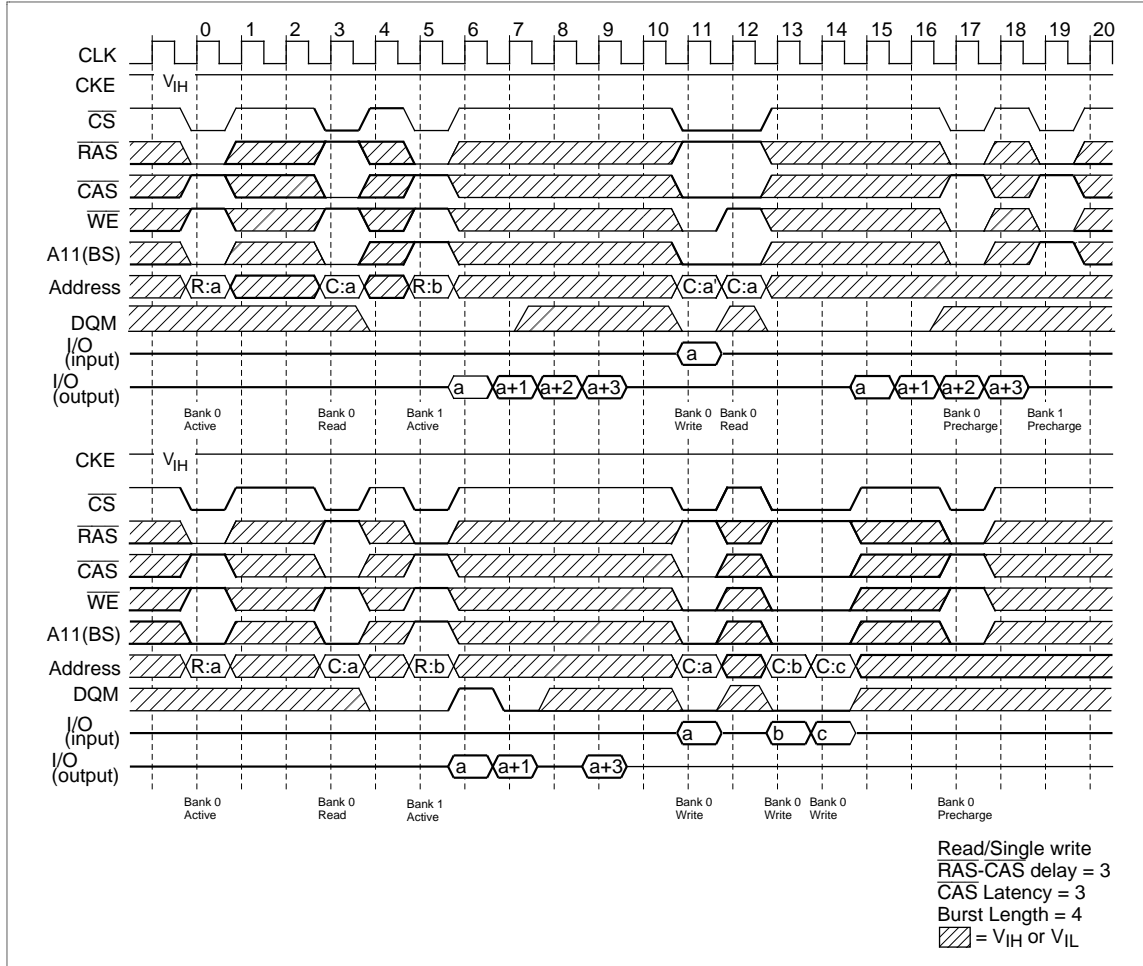 0 1 2 3 4 5 6 7 8 9 10 11 12 13 14 15 16 17 18 19 20
CLK
CKE VIH
CS
RAS
CAS
WE
A11(BS)
Address R:a C:a R:b C:a' C:a
DQM
I/O
(input) a
I/O
(output) a a+1 a+2 a+3 a a+1 a+2 a+3
Bank 0 Bank 0 Bank 1 Bank 0 Bank 0 Bank 0 Bank 1
Active Read Active Write Read Precharge Precharge
CKE VIH
CS
RAS
CAS
WE
A11(BS)
Address R:a C:a R:b C:a C:b C:c
DQM
I/O
(input) a b c
I/O
(output) a a+1 a+3
Bank 0 Bank 0 Bank 1 Bank 0 Bank 0 Bank 0 Bank 0
Active Read Active Write Write Write Precharge
Read/Single write
RAS-CAS delay = 3
CAS Latency = 3
Burst Length = 4
= VIH or VIL